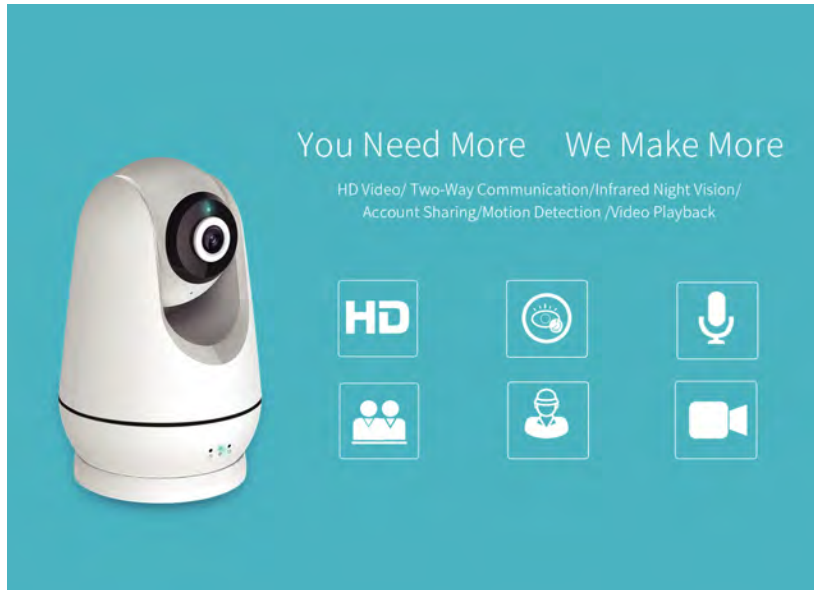 You Need More We Make More
HD Video/ Two-Way Communication/Infrared Night Vision/
Account Sharing/Motion Detection /Video Playback
HD